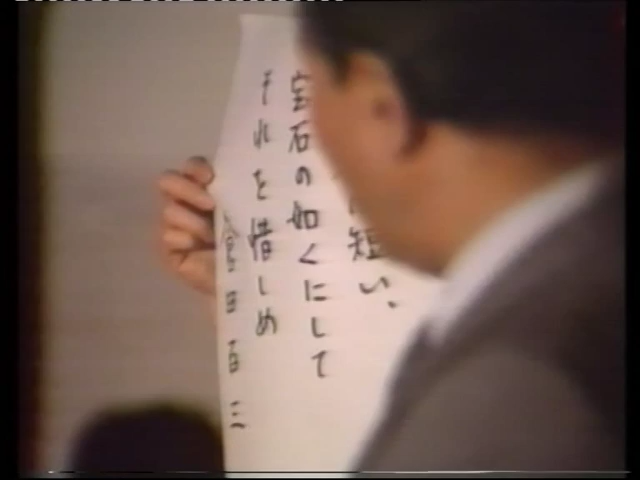 短い、
宝石の如くにして
それを惜しめ
倉田百三